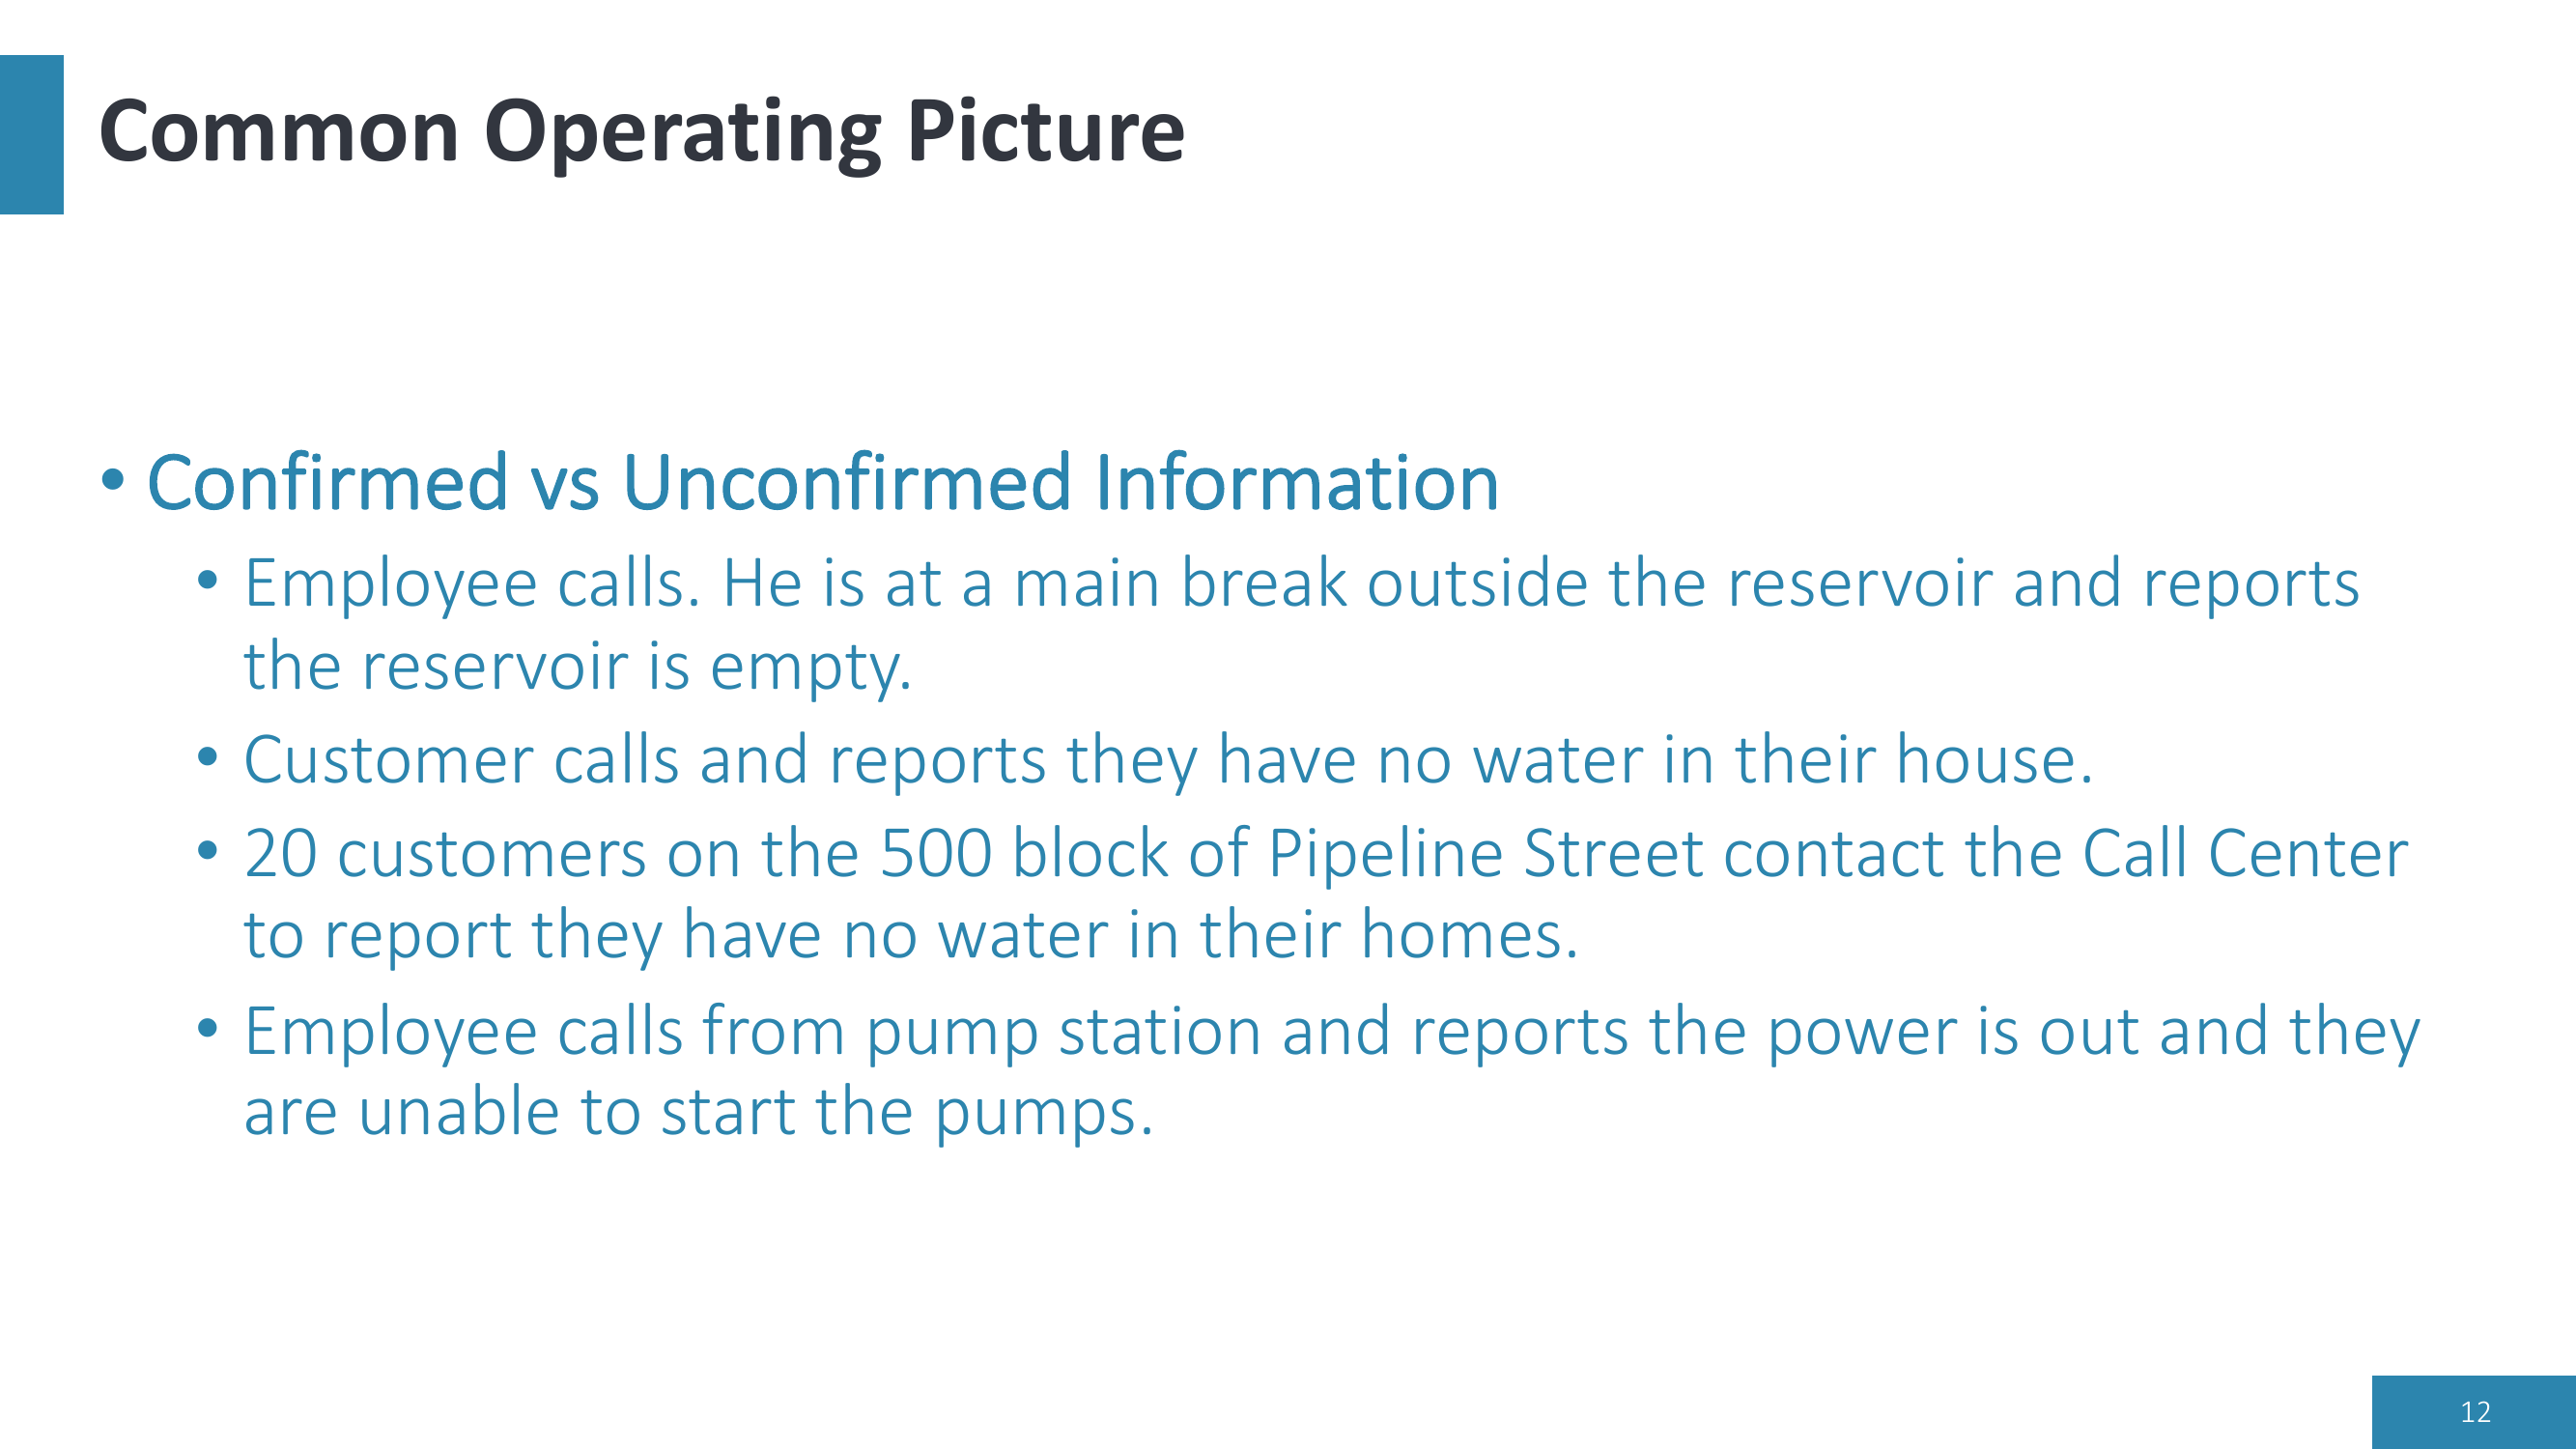 Common Operating Picture
• Confirmed vs Unconfirmed Information
• Employee calls. He is at a main break outside the reservoir and reports
the reservoir is empty.
• Customer calls and reports they have no water in their house.
• 20 customers on the 500 block of Pipeline Street contact the Call Center
to report they have no water in their homes.
• Employee calls from pump station and reports the power is out and they
are unable to start the pumps.
12